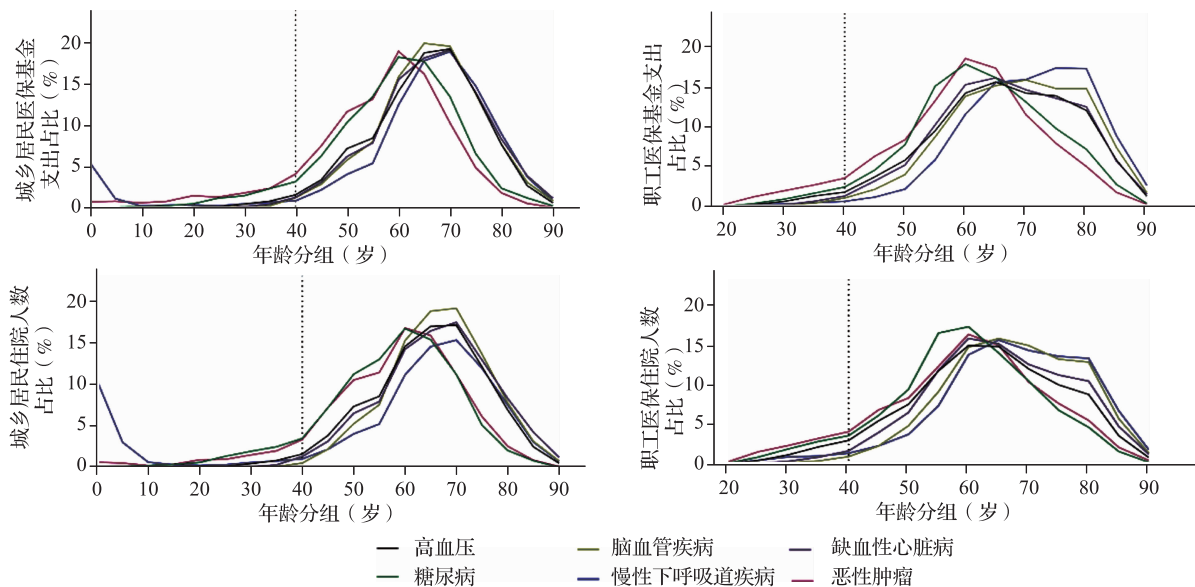 城乡居民医保基金
支出占比（%）
20
15
10
5
0
0 10 20 30 40 50 60 70 80 90
年龄分组（岁）
职工医保基金支出
占比（%）
20
15
10
5
0
20 30 40 50 60 70 80 90
年龄分组（岁）
城乡居民住院人数
占比（%）
20
15
10
5
0
0 10 20 30 40 50 60 70 80 90
年龄分组（岁）
职工医保住院人数
占比（%）
20
15
10
5
0
20 30 40 50 60 70 80 90
年龄分组（岁）
高血压 脑血管疾病 缺血性心脏病
糖尿病 慢性下呼吸道疾病 恶性肿瘤